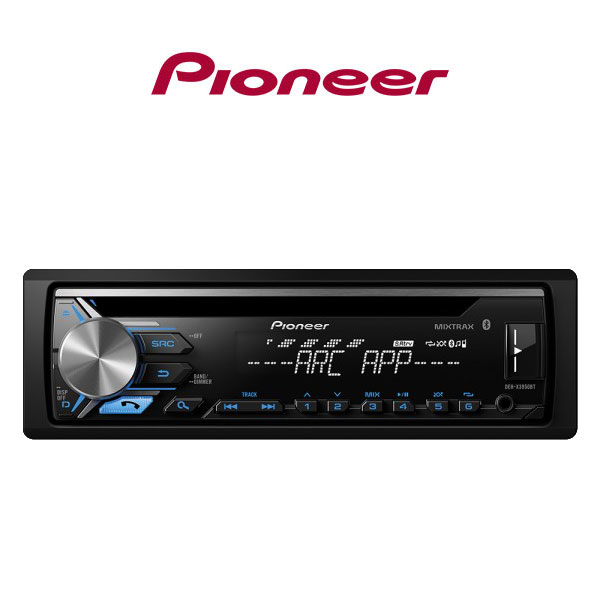 Pioneer
Pioneer
MIXTRAX
SRC
OFF
S.Rtrv
ARC APP
BAND/
DIMMER
DISP
OFF
D
TRACK
MIX
1 2 3 4 5 6
DEH-X3950BT